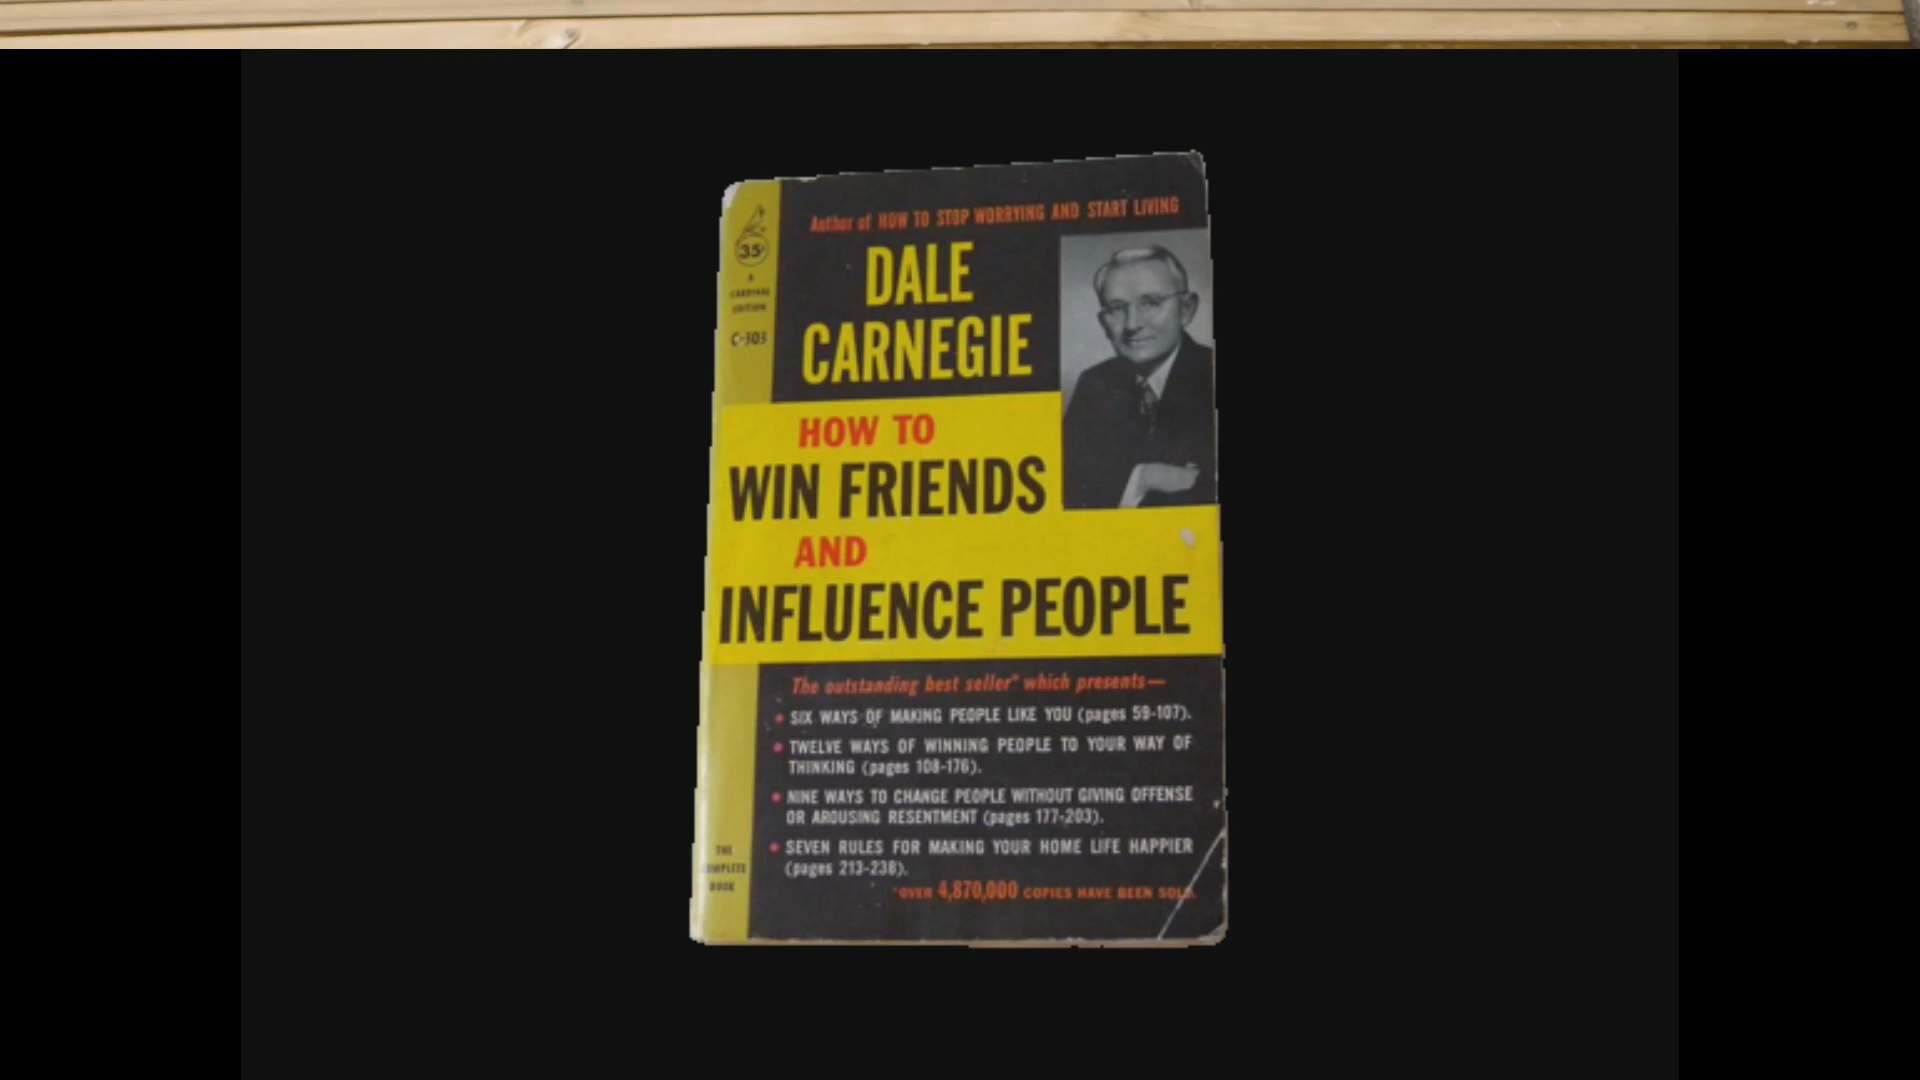 Author of HOW TO STOP WORRYING AND START LIVING
35¢
A
CARDINAL
EDITION
C-303
DALE
CARNEGIE
HOW TO
WIN FRIENDS
AND
INFLUENCE PEOPLE
The outstanding best seller* which presents—
• SIX WAYS OF MAKING PEOPLE LIKE YOU (pages 59-107).
• TWELVE WAYS OF WINNING PEOPLE TO YOUR WAY OF
THINKING (pages 108-176).
• NINE WAYS TO CHANGE PEOPLE WITHOUT GIVING OFFENSE
OR AROUSING RESENTMENT (pages 177-203).
• SEVEN RULES FOR MAKING YOUR HOME LIFE HAPPIER
(pages 213-238).
*OVER 4,870,000 COPIES HAVE BEEN SOLD.
THE
COMPLETE
BOOK